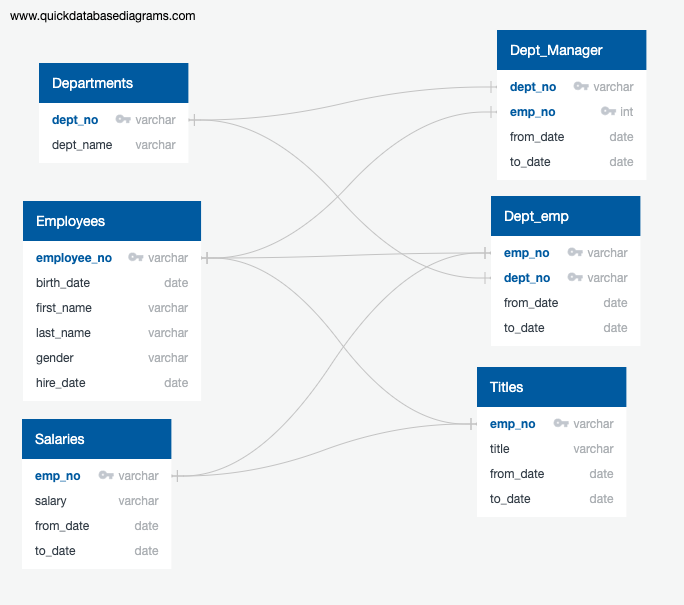 www.quickdatabasediagrams.com
Departments
dept_no varchar
dept_name varchar
Employees
employee_no varchar
birth_date date
first_name varchar
last_name varchar
gender varchar
hire_date date
Salaries
emp_no varchar
salary varchar
from_date date
to_date date
Dept_Manager
dept_no varchar
emp_no int
from_date date
to_date date
Dept_emp
emp_no varchar
dept_no varchar
from_date date
to_date date
Titles
emp_no varchar
title varchar
from_date date
to_date date